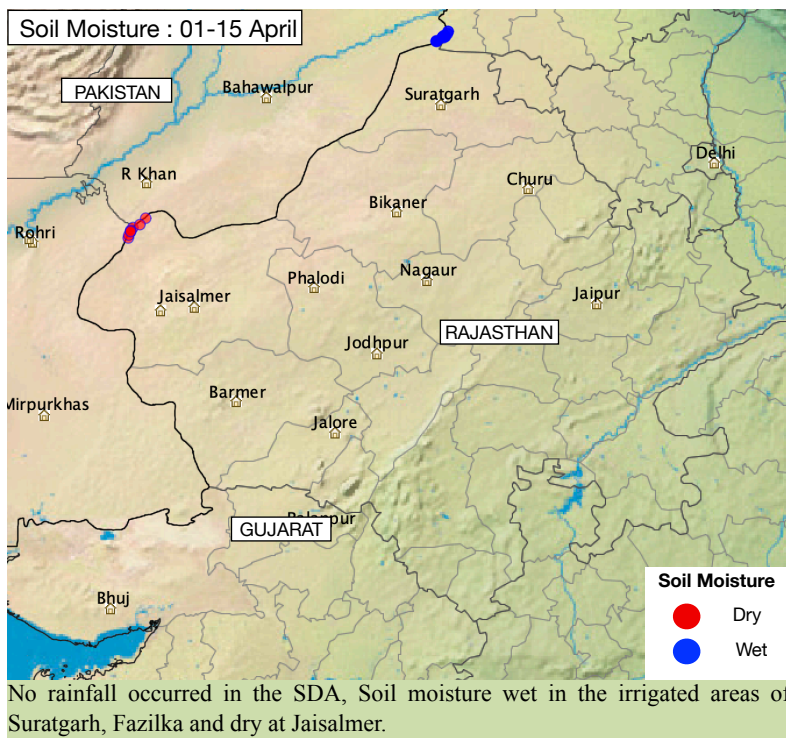 Soil Moisture : 01-15 April
PAKISTAN
Bahawalpur
Suratgarh
Delhi
R Khan
Churu
Bikaner
Rohri
Phalodi
Nagaur
Jaisalmer
Jaipur
RAJASTHAN
Jodhpur
Barmer
Mirpurkhas
Jalore
GUJARAT
Bhuj
Soil Moisture
Dry
Wet
No rainfall occurred in the SDA, Soil moisture wet in the irrigated areas of
Suratgarh, Fazilka and dry at Jaisalmer.